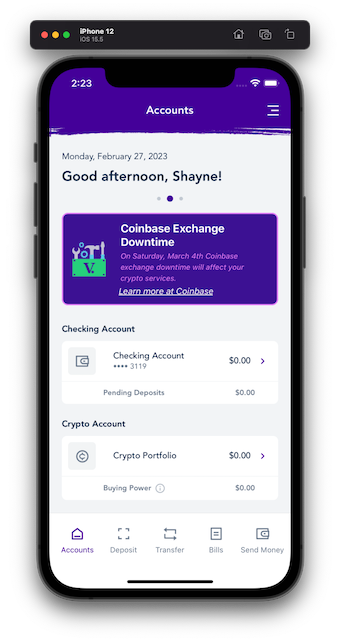 iPhone 12
iOS 15.5
2:23
Accounts
Monday, February 27, 2023
Good afternoon, Shayne!
Coinbase Exchange
Downtime
On Saturday, March 4th Coinbase
exchange downtime will affect your
crypto services.
Learn more at Coinbase
V.
Checking Account
Checking Account $0.00
•••• 3119
Pending Deposits $0.00
Crypto Account
Crypto Portfolio $0.00
Buying Power $0.00
Accounts Deposit Transfer Bills Send Money